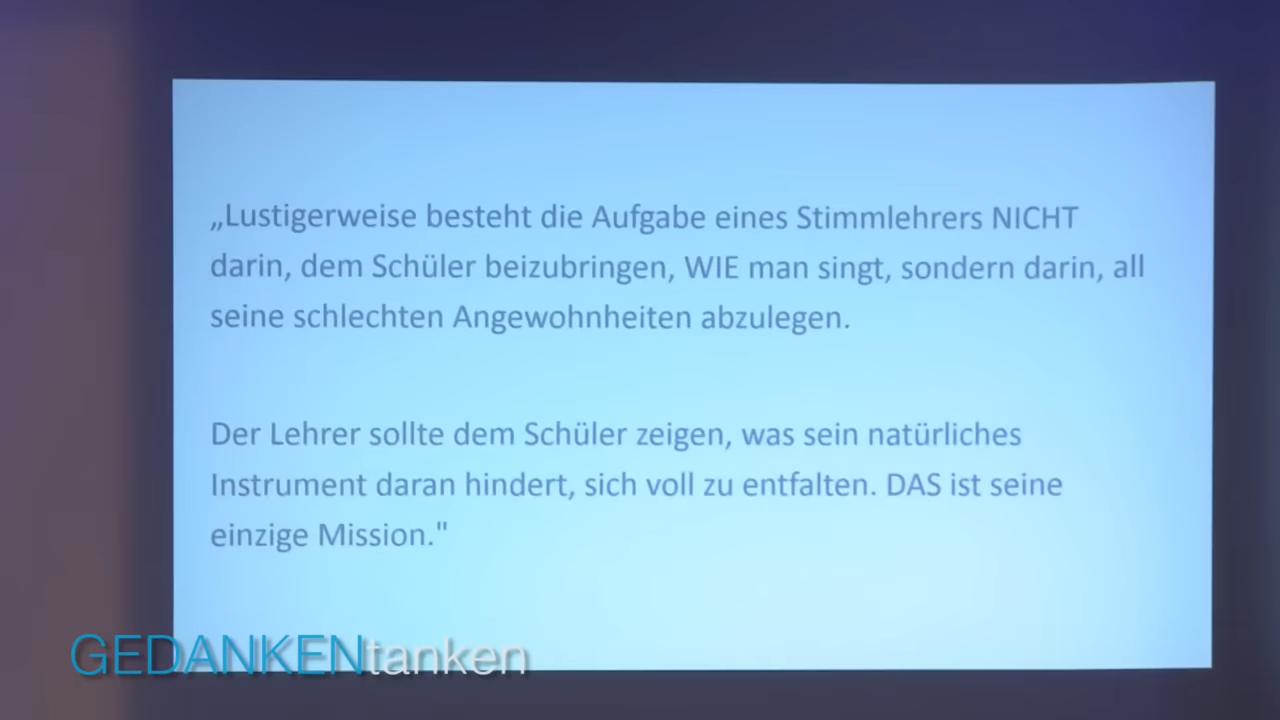 „Lustigerweise besteht die Aufgabe eines Stimmlehrers NICHT
darin, dem Schüler beizubringen, WIE man singt, sondern darin, all
seine schlechten Angewohnheiten abzulegen.
Der Lehrer sollte dem Schüler zeigen, was sein natürliches
Instrument daran hindert, sich voll zu entfalten. DAS ist seine
einzige Mission."
GEDANKENtanken